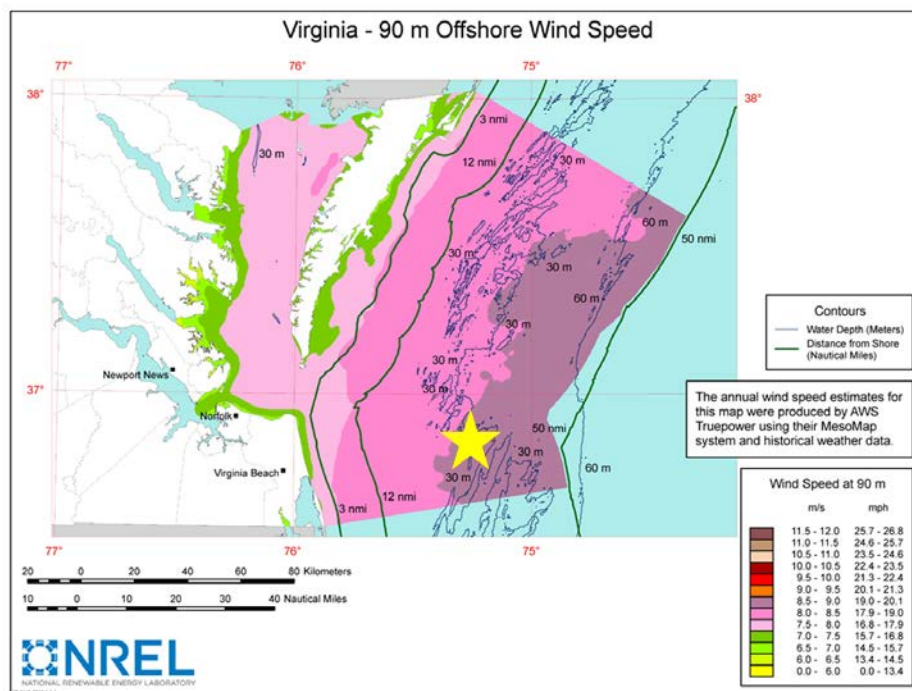 Virginia - 90 m Offshore Wind Speed
77° 76° 75°
38° 38°
3 nmi
30 m
12 nmi
30 m
60 m
30 m
50 nmi
30 m
60 m
30 m
30 m
37° 37°
30 m
50 nmi
30 m
60 m
30 m
12 nmi
3 nmi
Newport News
Norfolk
Virginia Beach
77° 76° 75°
Contours
Water Depth (Meters)
Distance from Shore
(Nautical Miles)
The annual wind speed estimates for
this map were produced by AWS
Truepower using their MesoMap
system and historical weather data.
Wind Speed at 90 m
m/s mph
11.5 - 12.0 25.7 - 26.8
11.0 - 11.5 24.6 - 25.7
10.5 - 11.0 23.5 - 24.6
10.0 - 10.5 22.4 - 23.5
9.5 - 10.0 21.3 - 22.4
9.0 - 9.5 20.1 - 21.3
8.5 - 9.0 19.0 - 20.1
8.0 - 8.5 17.9 - 19.0
7.5 - 8.0 16.8 - 17.9
7.0 - 7.5 15.7 - 16.8
6.5 - 7.0 14.5 - 15.7
6.0 - 6.5 13.4 - 14.5
0.0 - 6.0 0.0 - 13.4
20 0 20 40 60 80 Kilometers
10 0 10 20 30 40 Nautical Miles
NREL
NATIONAL RENEWABLE ENERGY LABORATORY